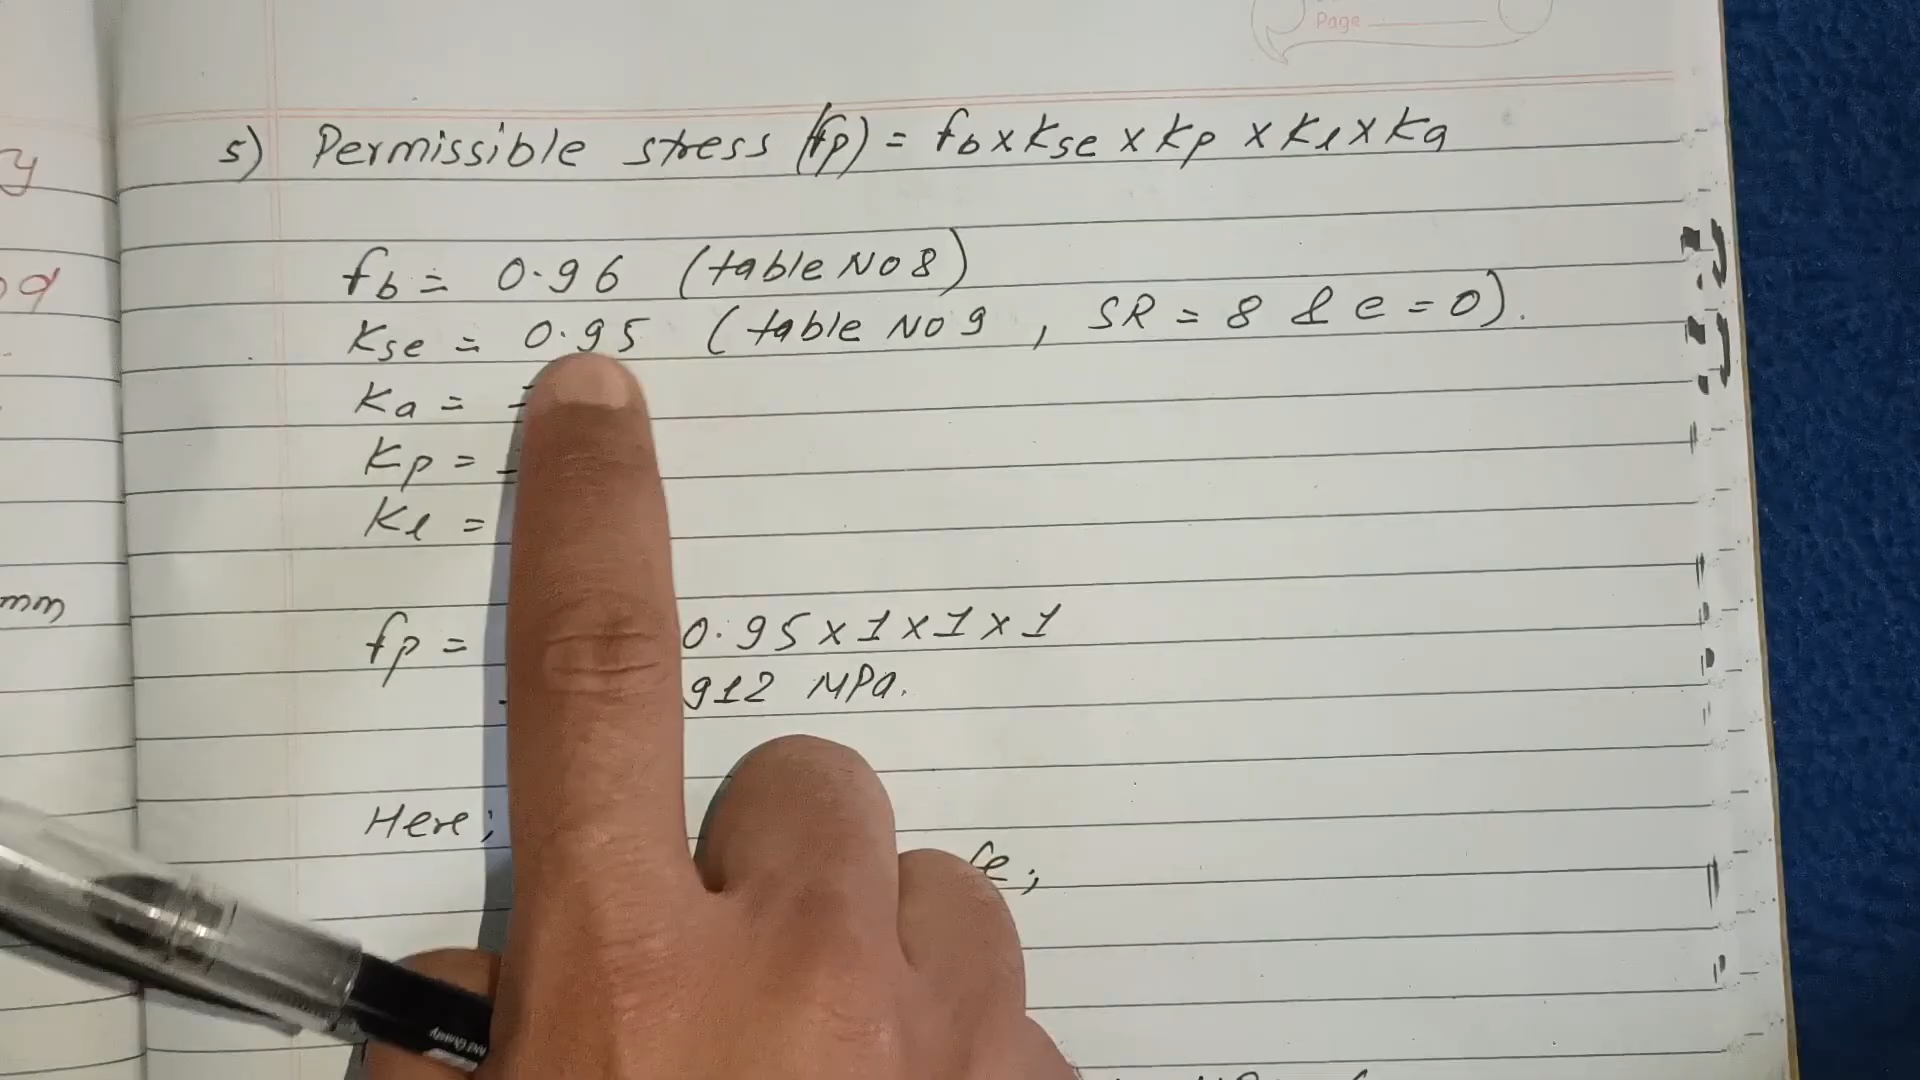 Page
5) Permissible stress (fp) = fb x Kse x Kp x Kl x Ka
fb = 0.96 (table No 8)
Kse = 0.95 (table No 9, SR = 8 & e = 0).
Ka =
Kp =
Kl =
fp = 0.95 x 1 x 1 x 1
912 MPa.
Here;
mm